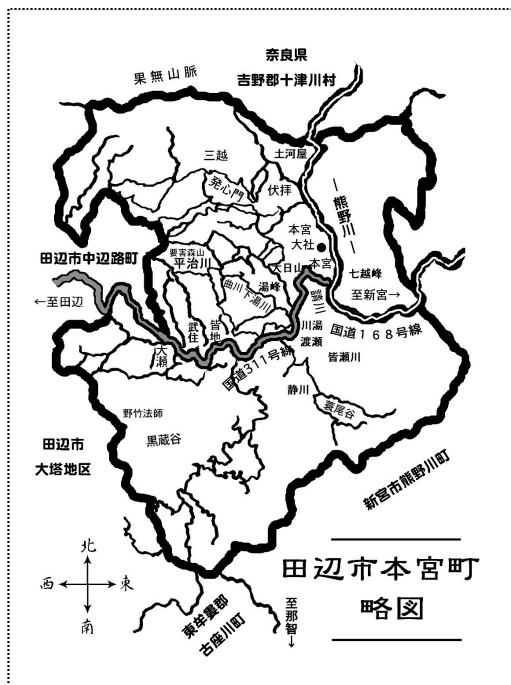 奈良県
吉野郡十津川村
果無山脈
土河屋
三越
発心門
伏拝
熊野川
本宮
大社
田辺市中辺路町
要害森山
平治川
大日山
本宮
七越峰
湯峰
曲川
下湯川
←至田辺
至新宮→
請川
国道168号線
武住
皆地
川湯
渡瀬
皆瀬川
大瀬
国道311号線
静川
蓑尾谷
野竹法師
黒蔵谷
田辺市
大塔地区
新宮市熊野川町
北
西
東
南
田辺市本宮町
略図
東牟婁郡
古座川町
至那智→